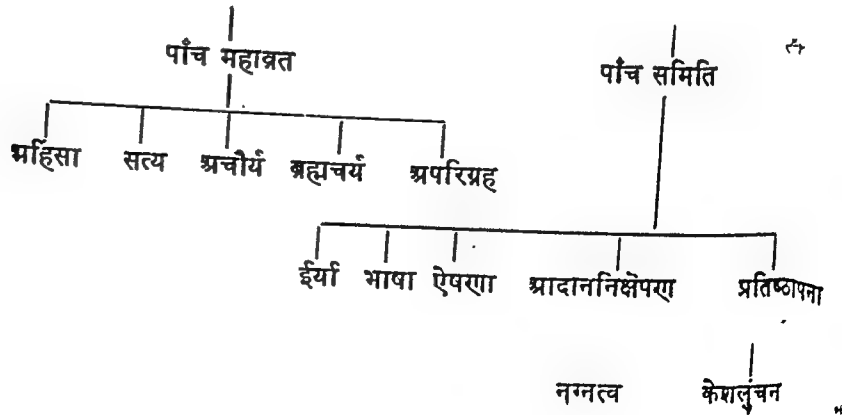 पाँच महाव्रत
पाँच समिति
अहिंसा सत्य अचौर्य ब्रह्मचर्य अपरिग्रह
ईर्या भाषा ऐषणा आदाननिक्षेपण प्रतिष्ठापना
नग्नत्व केशलुंचन